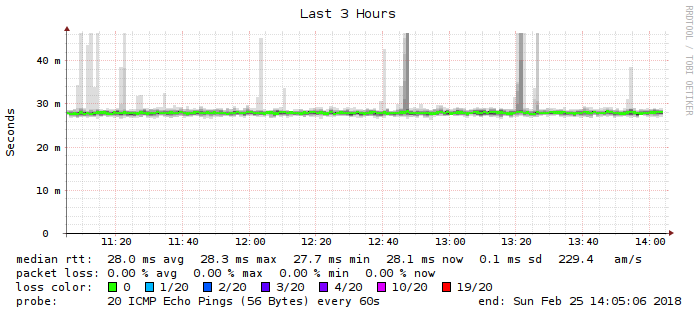 Last 3 Hours
RRDTOOL / TOBI OETIKER
Seconds
40 m
30 m
20 m
10 m
0
11:20 11:40 12:00 12:20 12:40 13:00 13:20 13:40 14:00
median rtt: 28.0 ms avg 28.3 ms max 27.7 ms min 28.1 ms now 0.1 ms sd 229.4 am/s
packet loss: 0.00 % avg 0.00 % max 0.00 % min 0.00 % now
loss color: 0 1/20 2/20 3/20 4/20 10/20 19/20
probe: 20 ICMP Echo Pings (56 Bytes) every 60s end: Sun Feb 25 14:05:06 2018